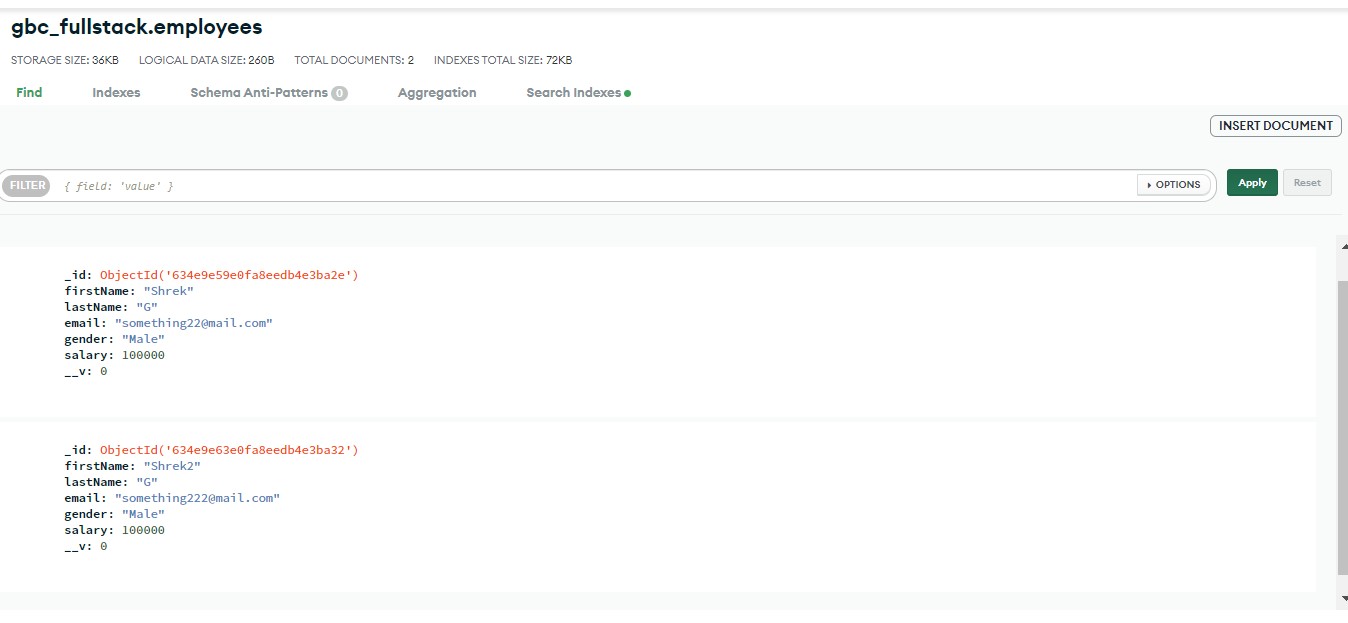 gbc_fullstack.employees
STORAGE SIZE: 36KB LOGICAL DATA SIZE: 260B TOTAL DOCUMENTS: 2 INDEXES TOTAL SIZE: 72KB
Find Indexes Schema Anti-Patterns 0 Aggregation Search Indexes
INSERT DOCUMENT
FILTER { field: 'value' } OPTIONS Apply Reset
_id: ObjectId('634e9e59e0fa8eedb4e3ba2e')
firstName: "Shrek"
lastName: "G"
email: "something22@mail.com"
gender: "Male"
salary: 100000
__v: 0
_id: ObjectId('634e9e63e0fa8eedb4e3ba32')
firstName: "Shrek2"
lastName: "G"
email: "something222@mail.com"
gender: "Male"
salary: 100000
__v: 0